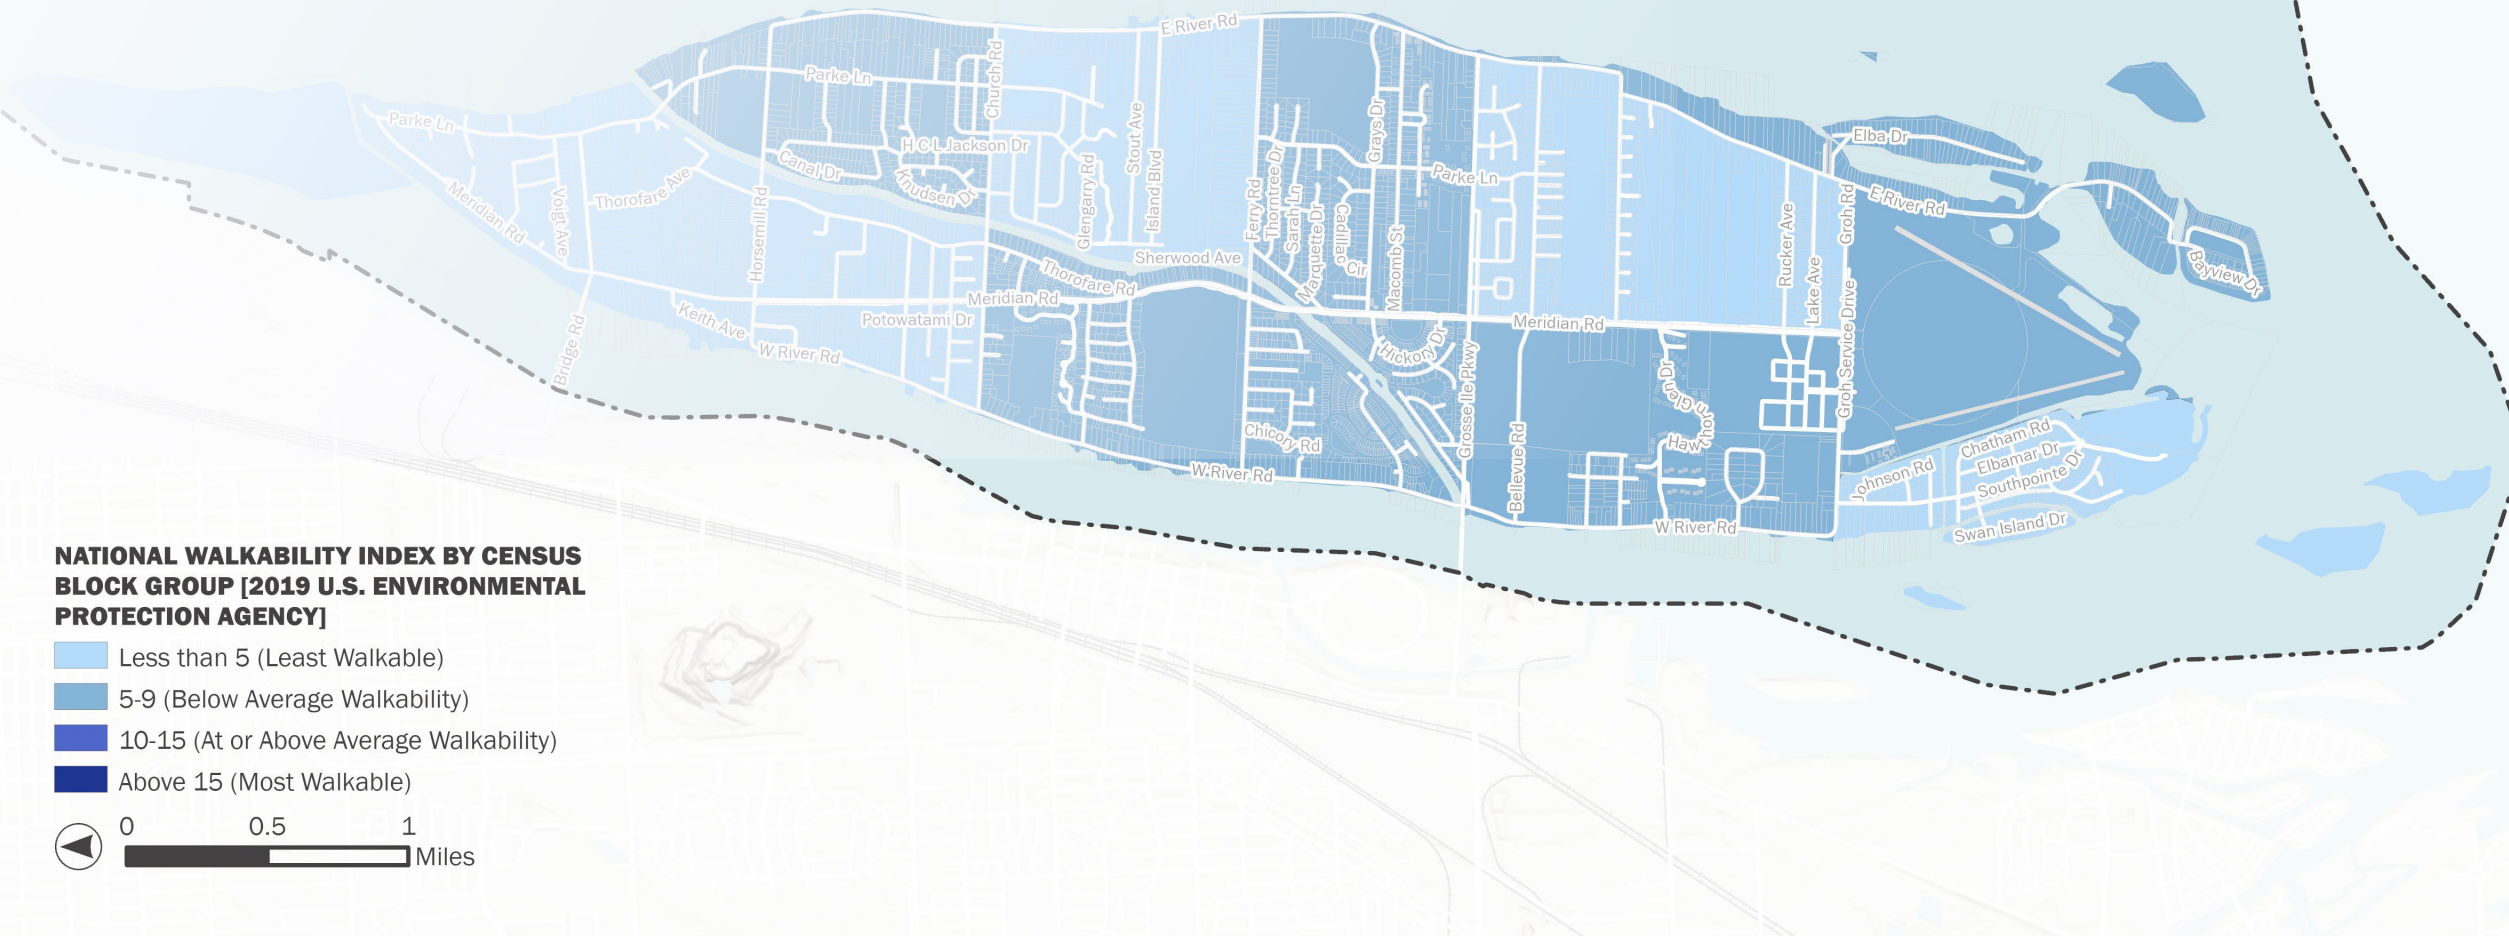 E River Rd
Parke Ln
Church Rd
Parke Ln
Stout Ave
Island Blvd
Grays Dr
Elba Dr
H C L Jackson Dr
Canal Dr
Knudsen Dr
Glengarry Rd
Ferry Rd
Thorntree Dr
Sarah Ln
Marquette Dr
Cadillac
Cir
Macomb St
Parke Ln
Meridian Rd
Voigt Ave
Thorofare Ave
Horsemill Rd
Rucker Ave
Lake Ave
Groh Rd
E River Rd
Bayview Dr
Sherwood Ave
Thorofare Rd
Meridian Rd
Potowatami Dr
Keith Ave
W River Rd
Bridge Rd
Meridian Rd
Hickory Dr
Grosse Ile Pkwy
Groh Service Drive
Thorn Glen Dr
Haw
Chicory Rd
W River Rd
Bellevue Rd
W River Rd
Chatham Rd
Elbamar Dr
Johnson Rd
Southpointe Dr
Swan Island Dr
NATIONAL WALKABILITY INDEX BY CENSUS
BLOCK GROUP [2019 U.S. ENVIRONMENTAL
PROTECTION AGENCY]
Less than 5 (Least Walkable)
5-9 (Below Average Walkability)
10-15 (At or Above Average Walkability)
Above 15 (Most Walkable)
0 0.5 1
Miles